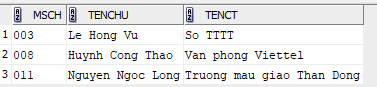 MSCH TENCHU TENCT
1 003 Le Hong Vu So TTTT
2 008 Huynh Cong Thao Van phong Viettel
3 011 Nguyen Ngoc Long Truong mau giao Than Dong